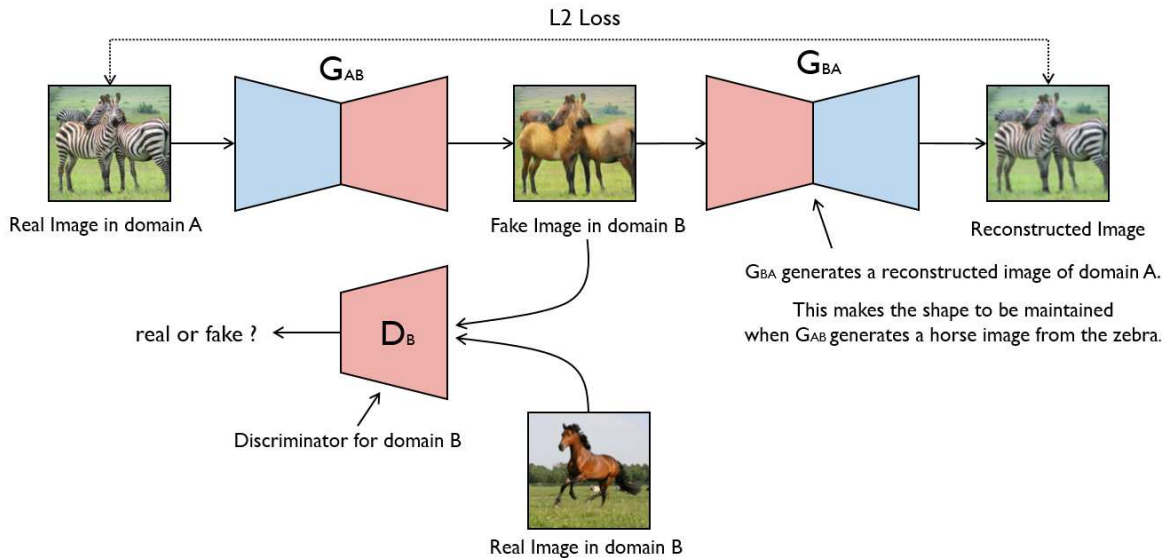 L2 Loss
GAB
GBA
Real Image in domain A
Fake Image in domain B
Reconstructed Image
GBA generates a reconstructed image of domain A.
This makes the shape to be maintained
when GAB generates a horse image from the zebra.
real or fake ?
DB
Discriminator for domain B
Real Image in domain B